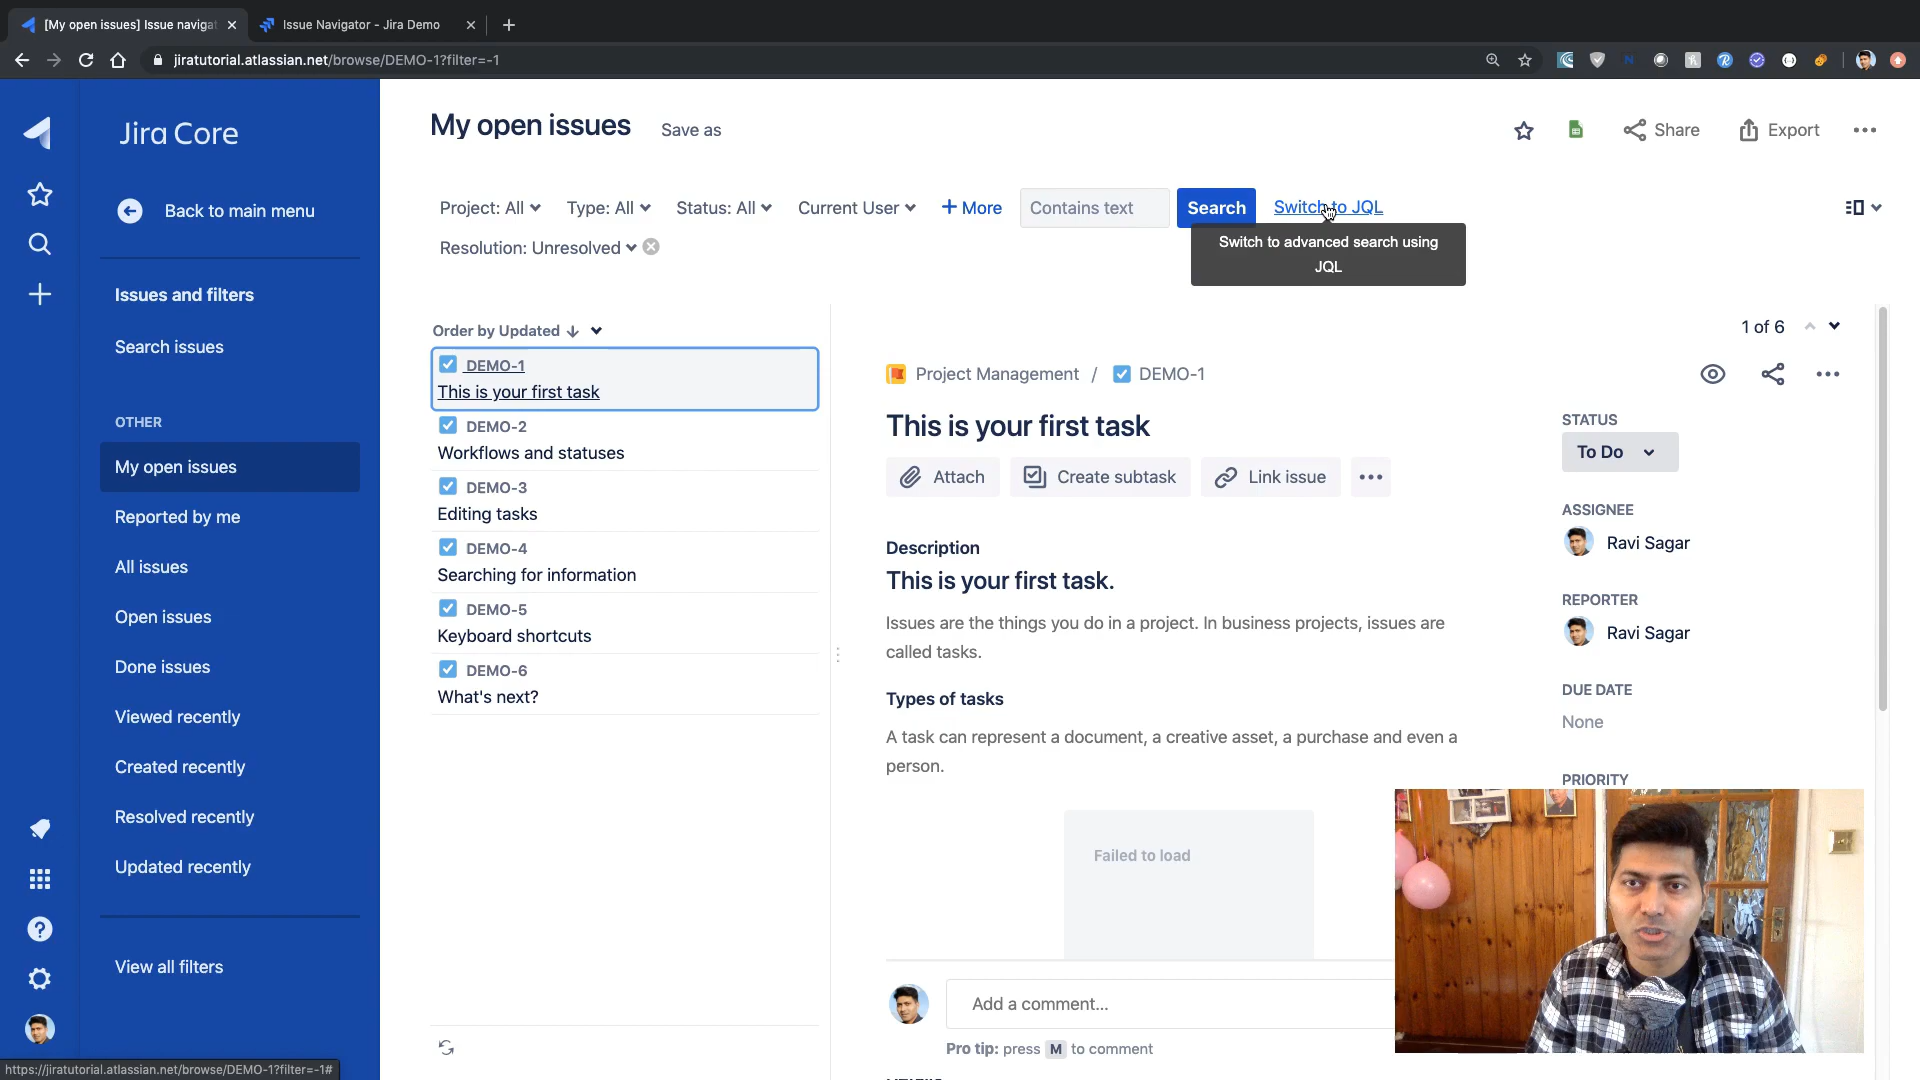 [My open issues] Issue navigat
Issue Navigator - Jira Demo
jiratutorial.atlassian.net/browse/DEMO-1?filter=-1
Jira Core
Back to main menu
Issues and filters
Search issues
OTHER
My open issues
Reported by me
All issues
Open issues
Done issues
Viewed recently
Created recently
Resolved recently
Updated recently
View all filters
https://jiratutorial.atlassian.net/browse/DEMO-1?filter=-1#
My open issues
Save as
Share
Export
Project: All
Type: All
Status: All
Current User
+ More
Contains text
Search
Switch to JQL
Resolution: Unresolved
Switch to advanced search using
JQL
Order by Updated
DEMO-1
This is your first task
DEMO-2
Workflows and statuses
DEMO-3
Editing tasks
DEMO-4
Searching for information
DEMO-5
Keyboard shortcuts
DEMO-6
What's next?
1 of 6
Project Management / DEMO-1
This is your first task
Attach
Create subtask
Link issue
Description
This is your first task.
Issues are the things you do in a project. In business projects, issues are
called tasks.
Types of tasks
A task can represent a document, a creative asset, a purchase and even a
person.
Failed to load
Add a comment...
Pro tip: press M to comment
STATUS
To Do
ASSIGNEE
Ravi Sagar
REPORTER
Ravi Sagar
DUE DATE
None
PRIORITY